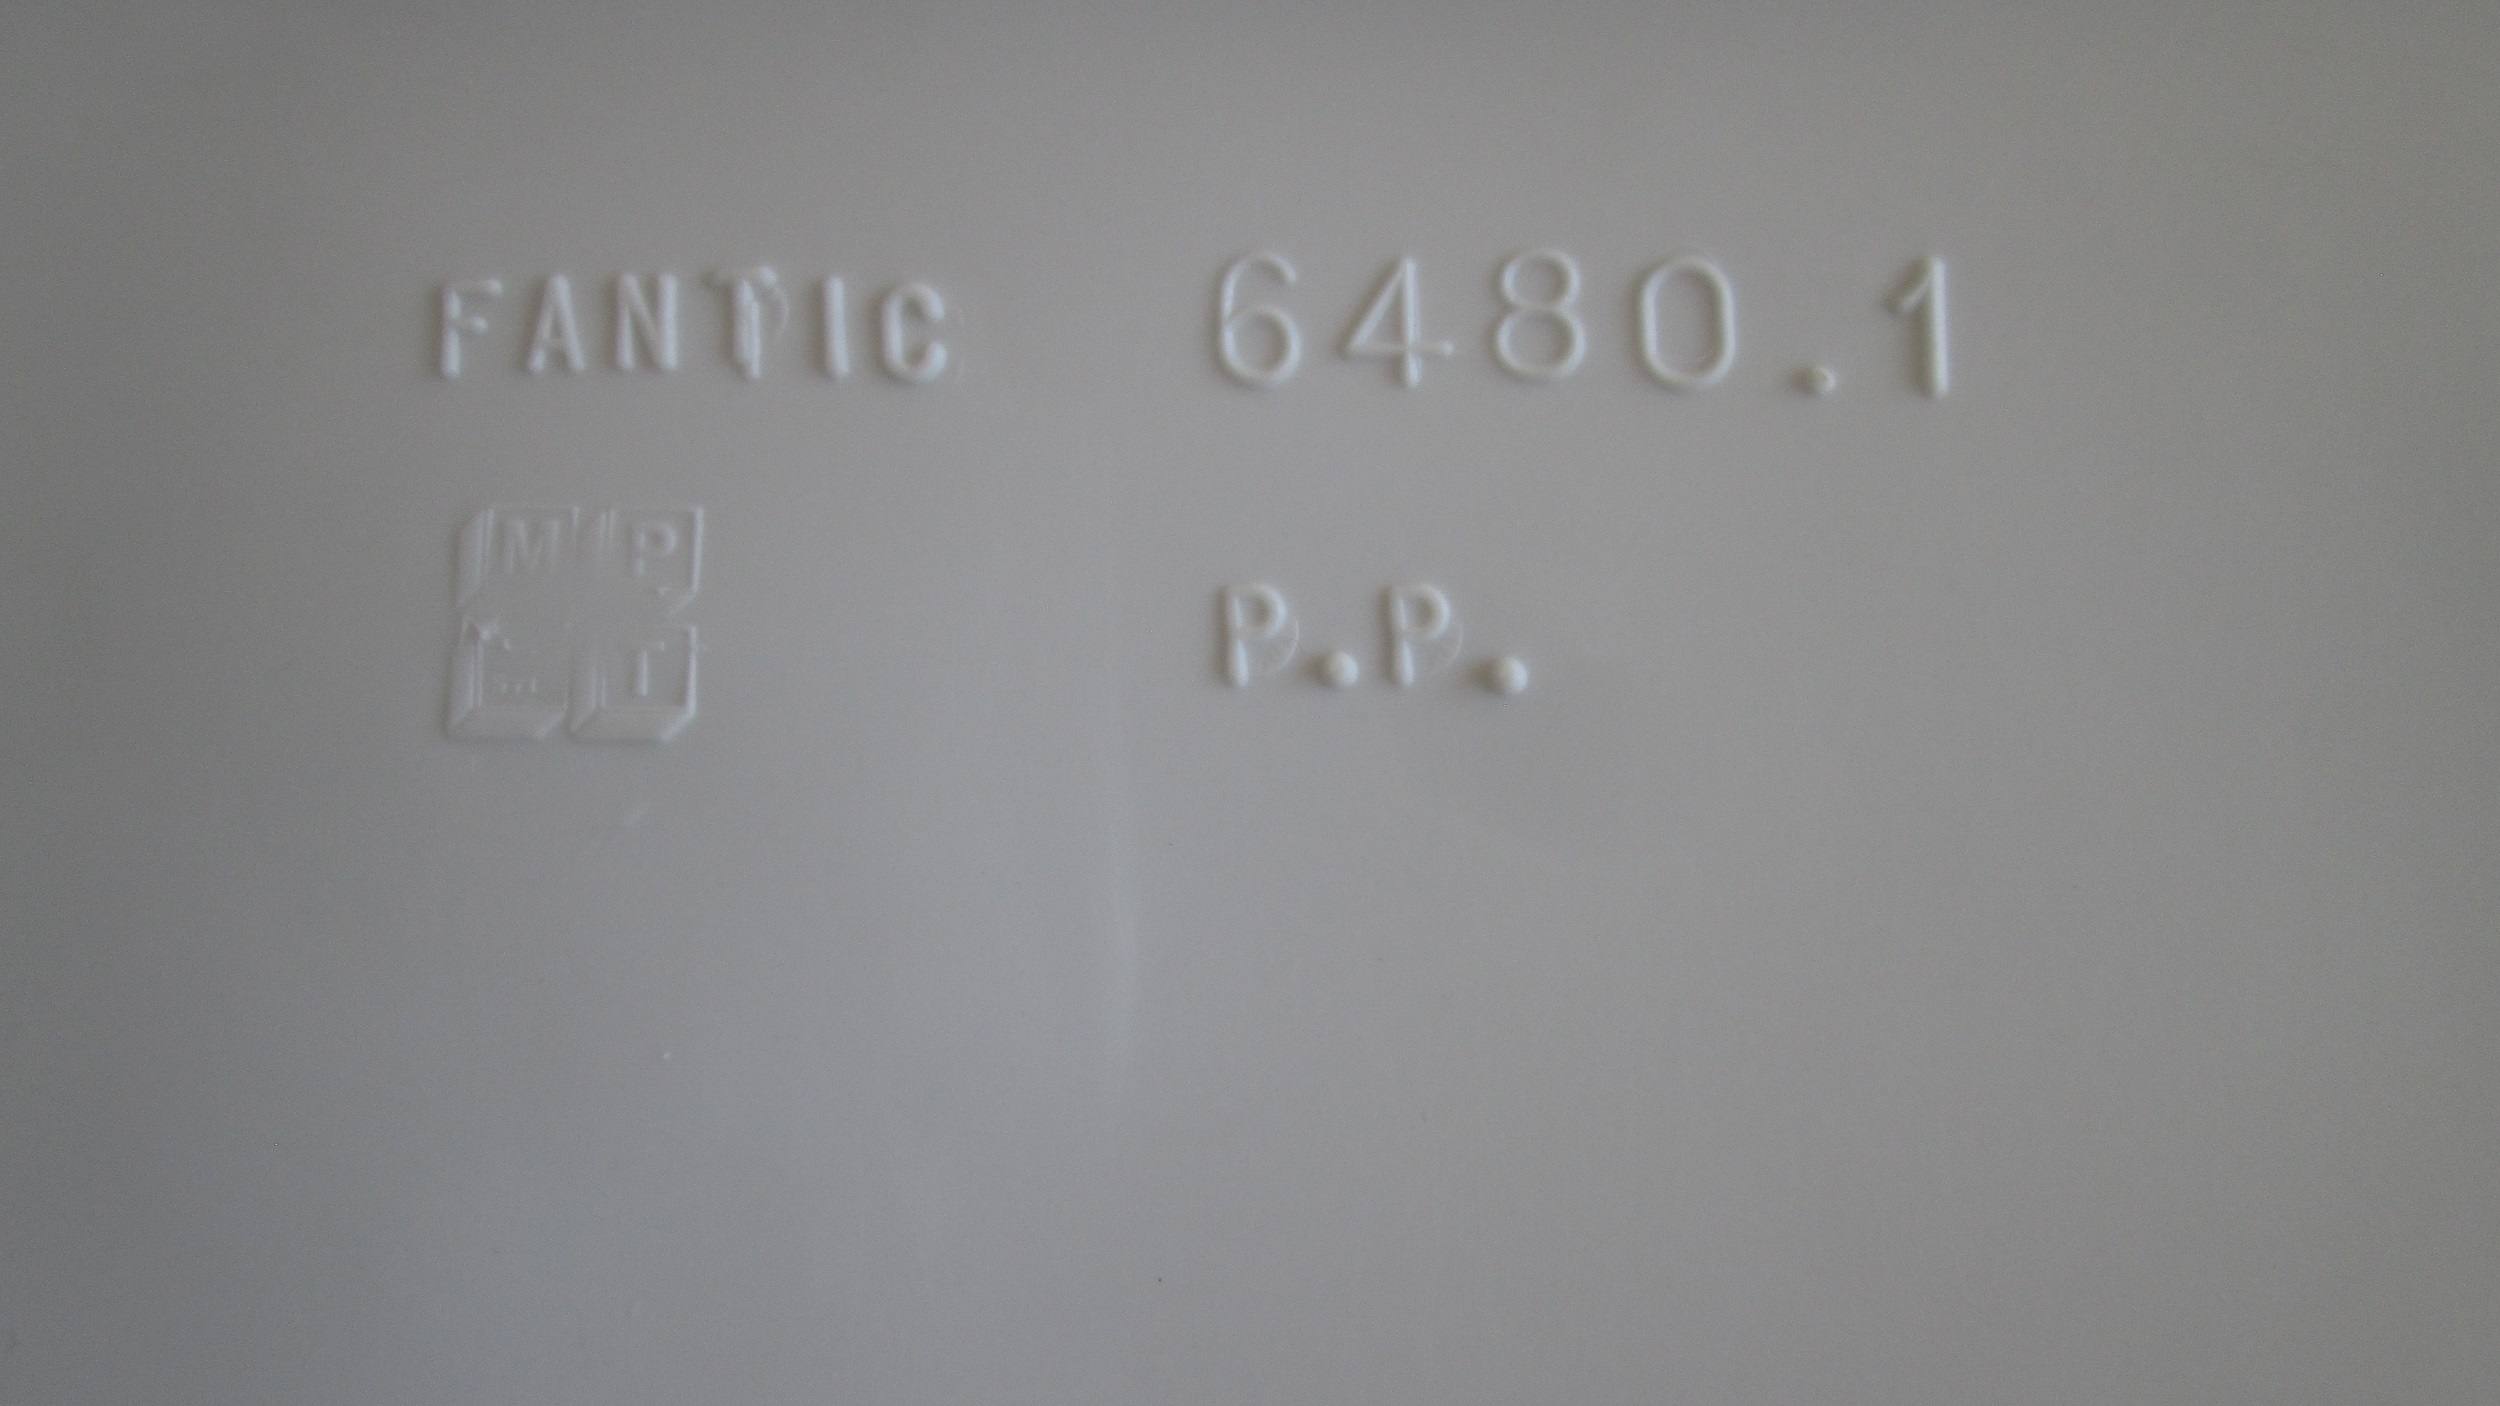 FANTIC 6480.1
M P P.P.
T